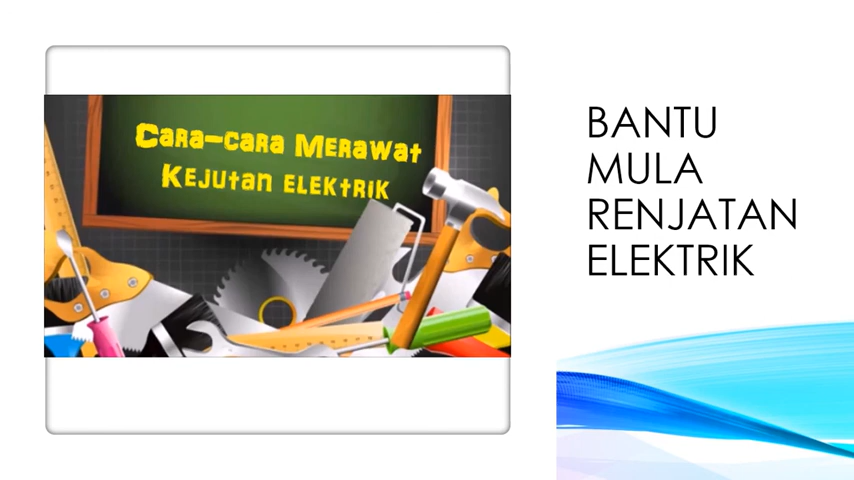 Cara-cara Merawat
Kejutan elektrik
BANTU
MULA
RENJATAN
ELEKTRIK